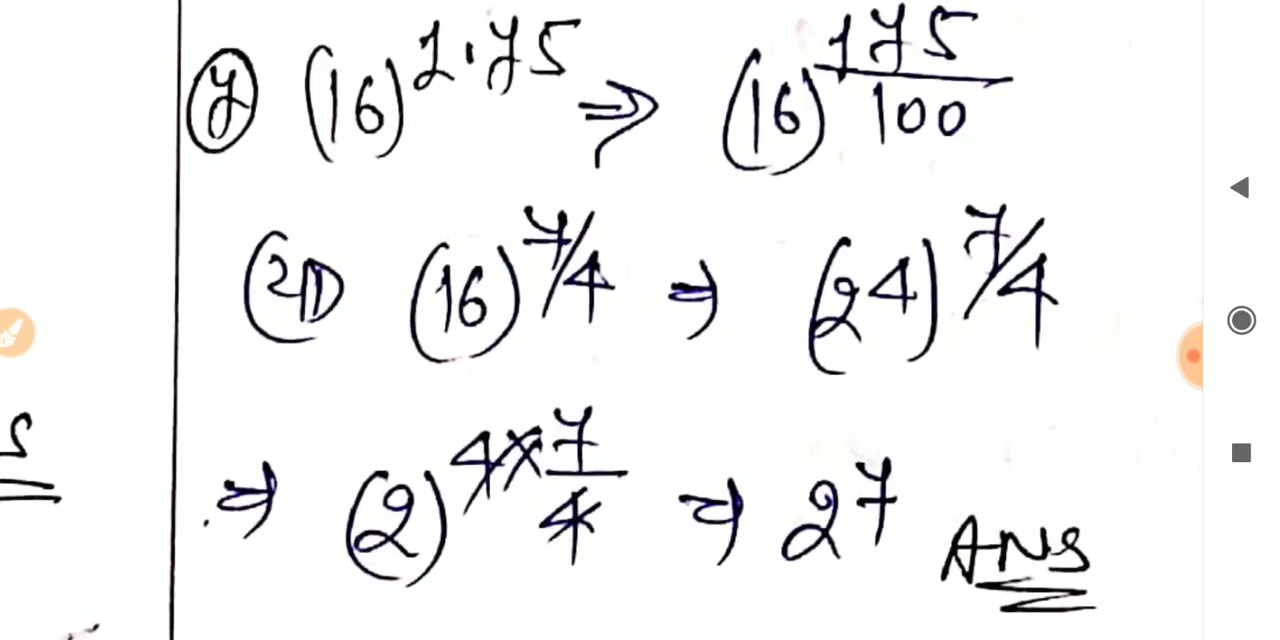 (7) (16)^1.75 ⇒ (16)^175/100
(16)^7/4 ⇒ (2^4)^7/4
⇒ (2)^4×7/4 ⇒ 2^7 ANS
S